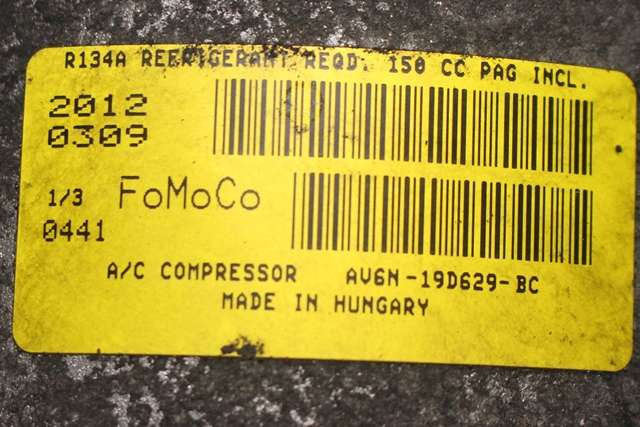 R134A REFRIGERANT REQD. 150 CC PAG INCL.
2012
0309
1/3 FoMoCo
0441
A/C COMPRESSOR AV6N-19D629-BC
MADE IN HUNGARY